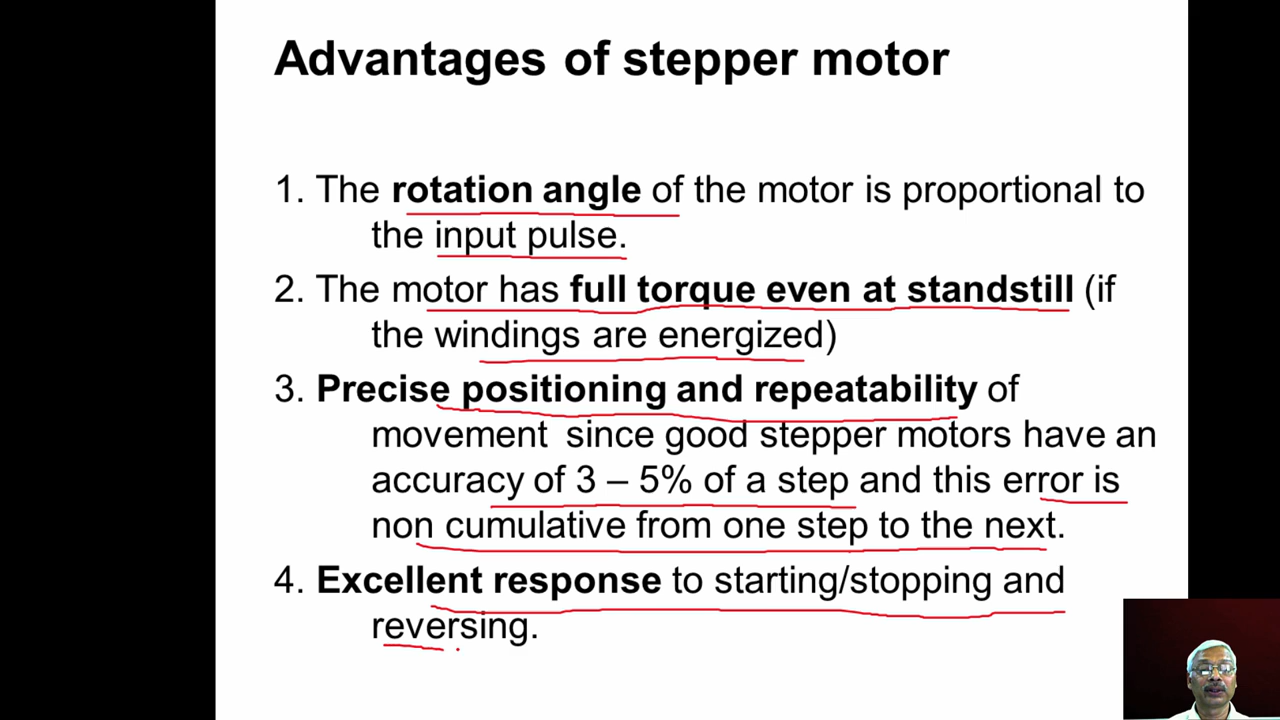 Advantages of stepper motor
1. The rotation angle of the motor is proportional to
the input pulse.
2. The motor has full torque even at standstill (if
the windings are energized)
3. Precise positioning and repeatability of
movement since good stepper motors have an
accuracy of 3 – 5% of a step and this error is
non cumulative from one step to the next.
4. Excellent response to starting/stopping and
reversing.